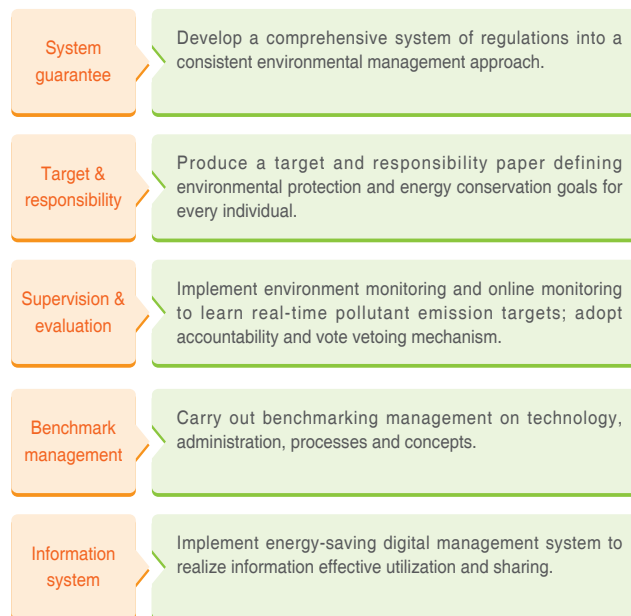 System
guarantee
Develop a comprehensive system of regulations into a
consistent environmental management approach.
Target &
responsibility
Produce a target and responsibility paper defining
environmental protection and energy conservation goals for
every individual.
Supervision &
evaluation
Implement environment monitoring and online monitoring
to learn real-time pollutant emission targets; adopt
accountability and vote vetoing mechanism.
Benchmark
management
Carry out benchmarking management on technology,
administration, processes and concepts.
Information
system
Implement energy-saving digital management system to
realize information effective utilization and sharing.